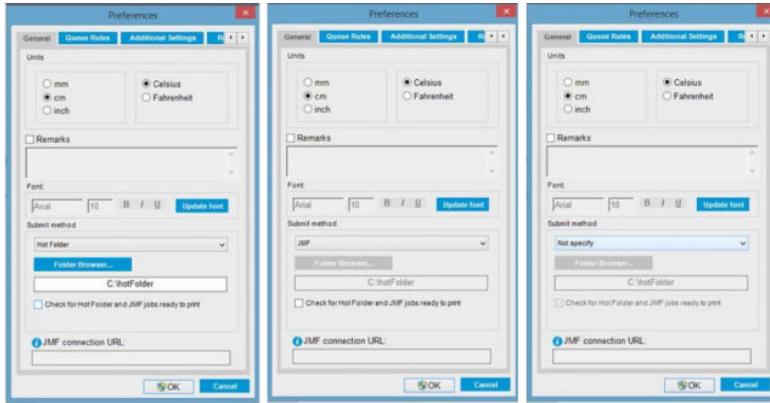 Preferences
General Queue Rules Additional Settings
Units
mm
cm
inch
Celsius
Fahrenheit
Remarks
Font:
Arial 10 B I U Update font
Submit method
Hot Folder
Folder Browser...
C:\hotFolder
Check for Hot Folder and JMF jobs ready to print
JMF connection URL:
OK Cancel
Preferences
General Queue Rules Additional Settings
Units
mm
cm
inch
Celsius
Fahrenheit
Remarks
Font:
Arial 10 B I U Update font
Submit method
JMF
Folder Browser...
C:\hotFolder
Check for Hot Folder and JMF jobs ready to print
JMF connection URL:
OK Cancel
Preferences
General Queue Rules Additional Settings
Units
mm
cm
inch
Celsius
Fahrenheit
Remarks
Font:
Arial 10 B I U Update font
Submit method
Not specify
Folder Browser...
C:\hotFolder
Check for Hot Folder and JMF jobs ready to print
JMF connection URL:
OK Cancel